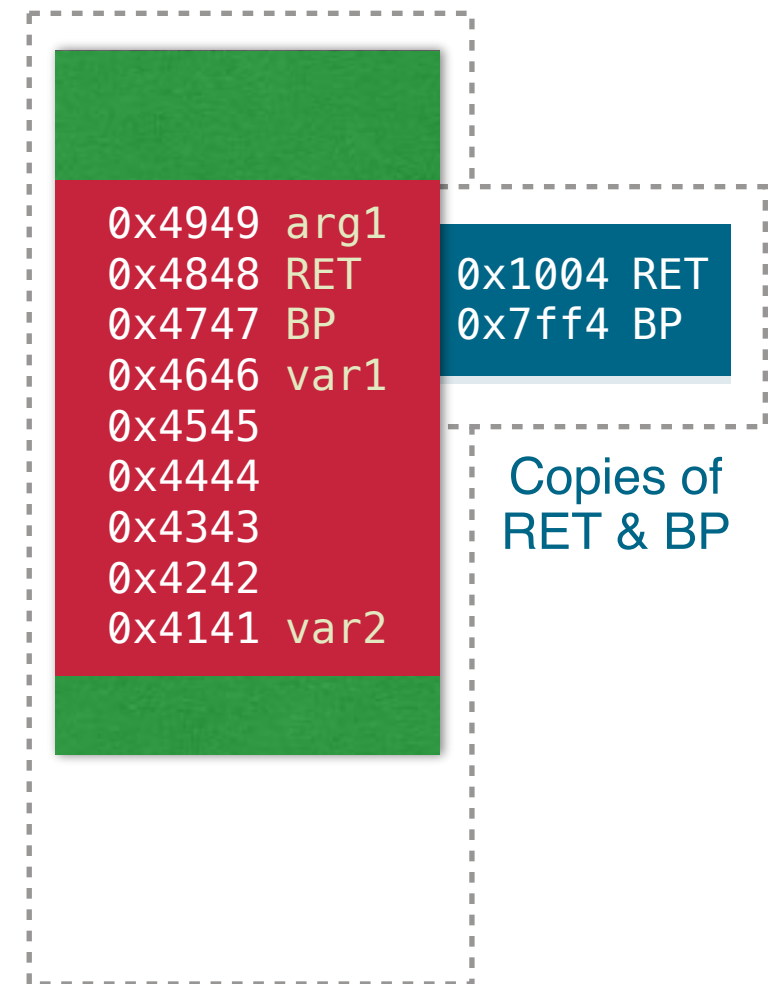 0x4949 arg1
0x4848 RET
0x4747 BP
0x4646 var1
0x4545
0x4444
0x4343
0x4242
0x4141 var2
0x1004 RET
0x7ff4 BP
Copies of
RET & BP